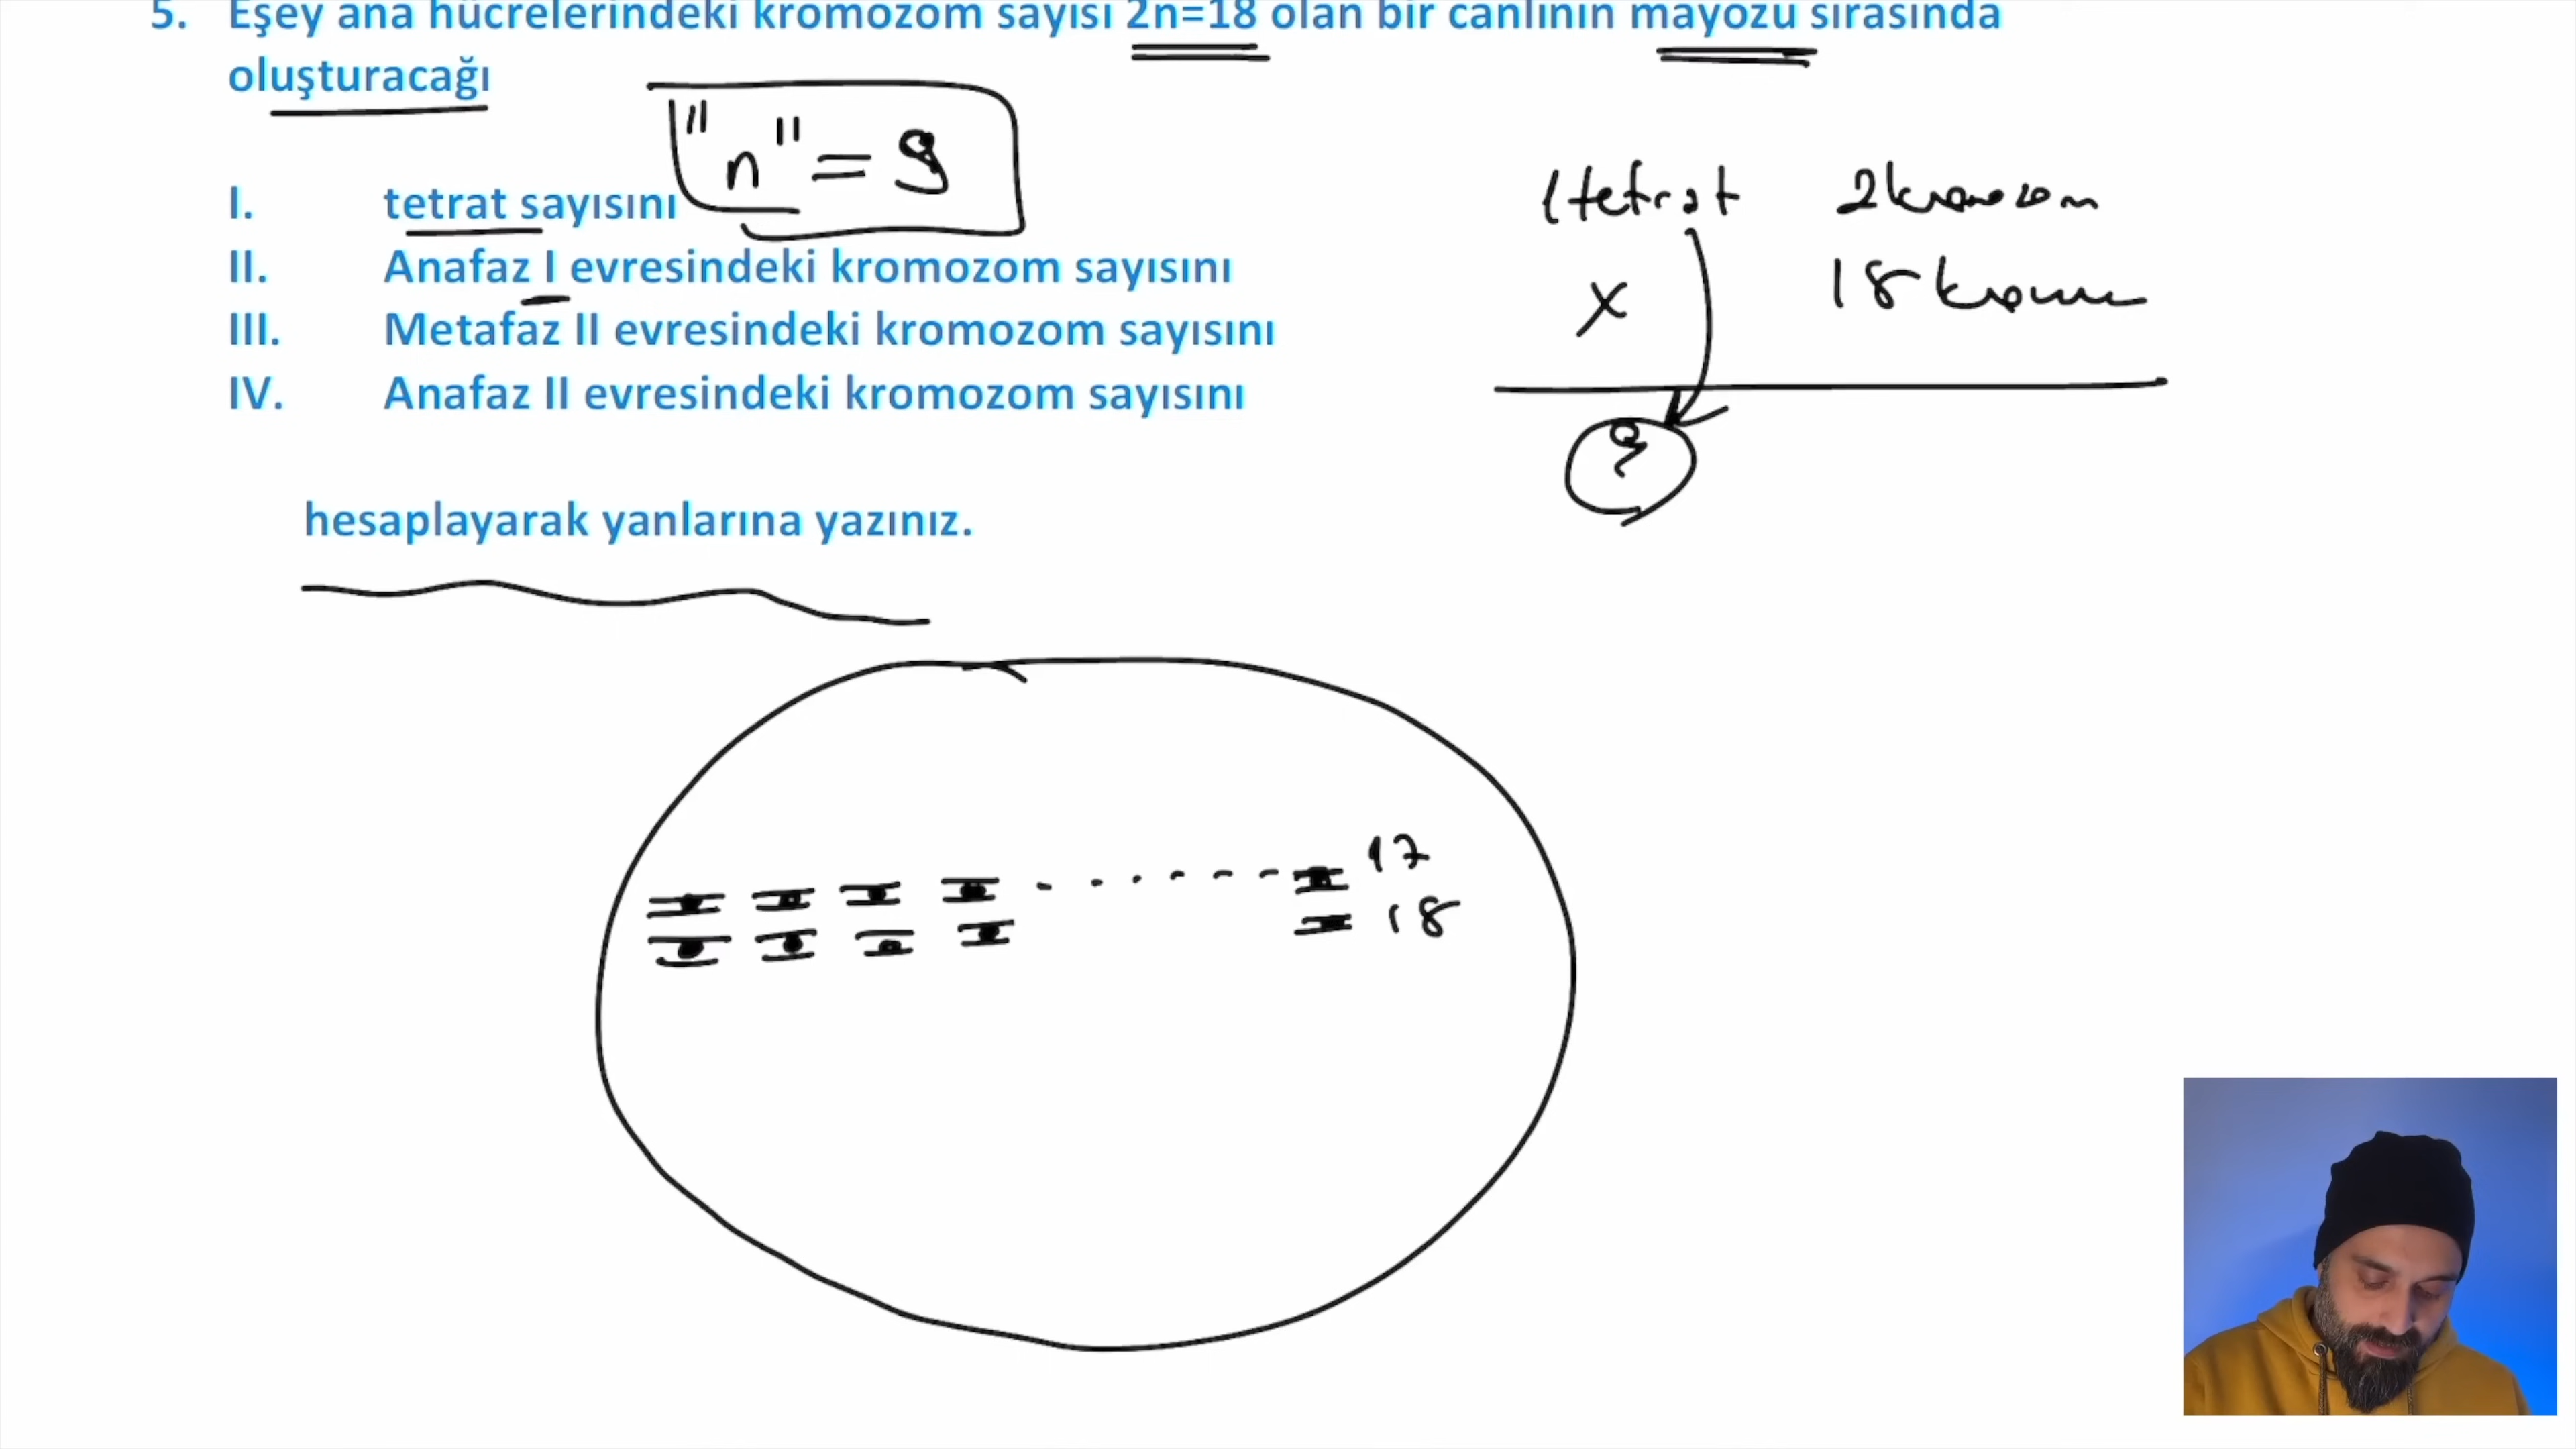 5. Eşey ana hücrelerindeki kromozom sayısı 2n=18 olan bir canlının mayozu sırasında
oluşturacağı
"n" = 9
I. tetrat sayısını
II. Anafaz I evresindeki kromozom sayısını
III. Metafaz II evresindeki kromozom sayısını
IV. Anafaz II evresindeki kromozom sayısını
hesaplayarak yanlarına yazınız.
1 tetrat 2 kromozom
x 18
9
17
18